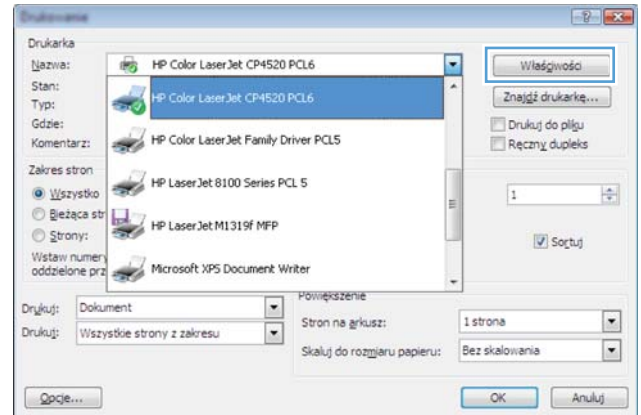 Drukowanie
Drukarka
Nazwa: HP Color LaserJet CP4520 PCL6
Właściwości
Stan:
HP Color LaserJet CP4520 PCL6
Znajdź drukarkę...
Typ:
Gdzie:
Drukuj do pliku
Komentarz:
HP Color LaserJet Family Driver PCL5
Ręczny dupleks
Zakres stron
HP LaserJet 8100 Series PCL 5
Wszystko
1
Bieżąca str
HP LaserJet M1319f MFP
Strony:
Sortuj
Wstaw numery
oddzielone prz
Microsoft XPS Document Writer
Drukuj: Dokument
Powiększenie
Stron na arkusz: 1 strona
Drukuj: Wszystkie strony z zakresu
Skaluj do rozmiaru papieru: Bez skalowania
Opcje...
OK
Anuluj